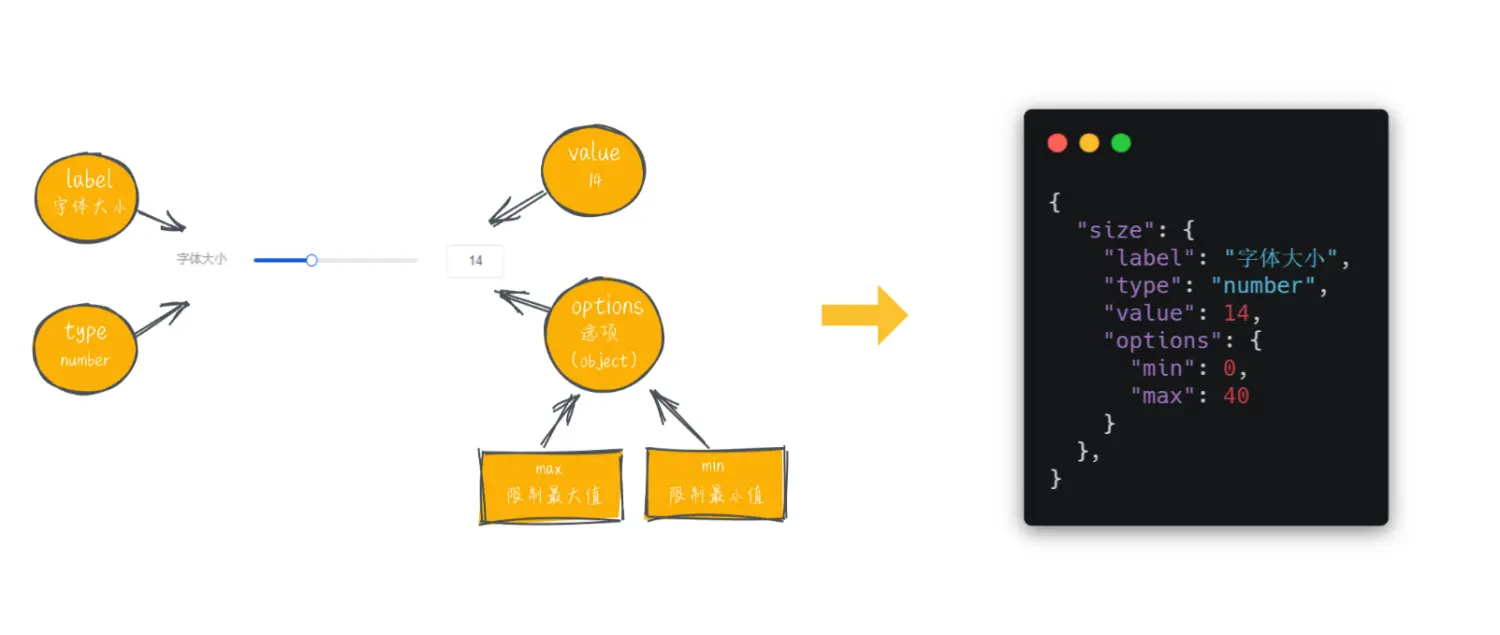 label
字体大小
type
number
字体大小
14
value
14
options
选项
(object)
max
限制最大值
min
限制最小值
{
"size": {
"label": "字体大小",
"type": "number",
"value": 14,
"options": {
"min": 0,
"max": 40
}
},
}